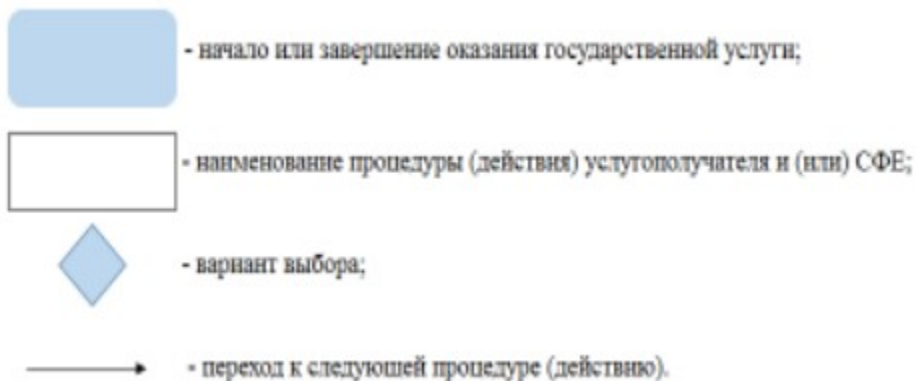 - начало или завершение оказания государственной услуги;
- наименование процедуры (действия) услугополучателя и (или) СФЕ;
- вариант выбора;
- переход к следующей процедуре (действию).